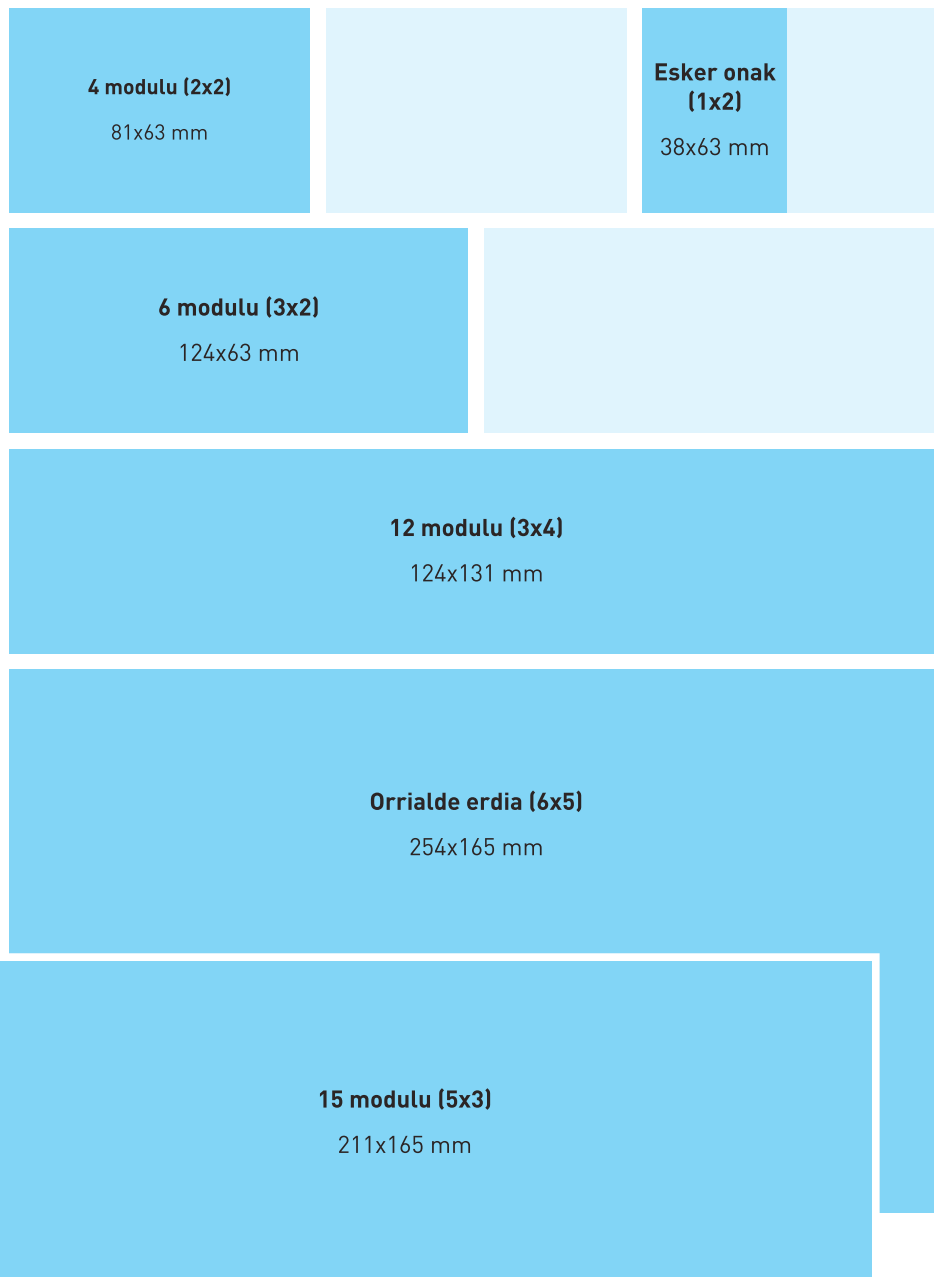 4 modulu (2x2)
81x63 mm
Esker onak
(1x2)
38x63 mm
6 modulu (3x2)
124x63 mm
12 modulu (3x4)
124x131 mm
Orrialde erdia (6x5)
254x165 mm
15 modulu (5x3)
211x165 mm